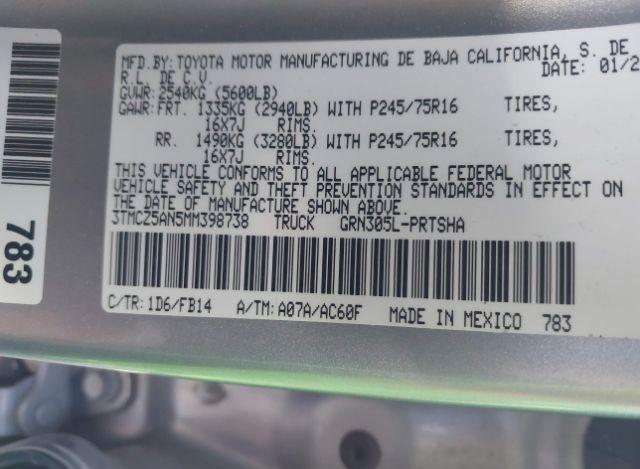 MFD.BY:TOYOTA MOTOR MANUFACTURING DE BAJA CALIFORNIA, S. DE
R.L. DE C.V. DATE: 01/2
GVWR:2540KG (5600LB)
GAWR:FRT. 1335KG (2940LB) WITH P245/75R16 TIRES,
16X7J RIMS.
RR. 1490KG (3280LB) WITH P245/75R16 TIRES,
16X7J RIMS.
THIS VEHICLE CONFORMS TO ALL APPLICABLE FEDERAL MOTOR
VEHICLE SAFETY AND THEFT PREVENTION STANDARDS IN EFFECT ON
THE DATE OF MANUFACTURE SHOWN ABOVE.
3TMCZ5AN5MM398738 TRUCK GRN305L-PRTSHA
C/TR:1D6/FB14 A/TM:A07A/AC60F MADE IN MEXICO 783
783